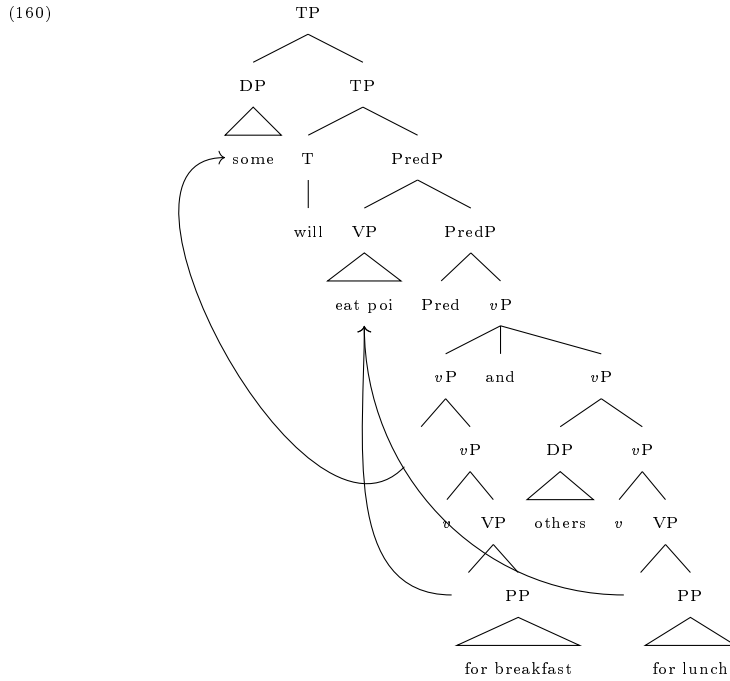 (160) TP
DP TP
some T PredP
will VP PredP
eat poi Pred vP
vP and vP
vP DP vP
v VP others v VP
PP PP
for breakfast for lunch